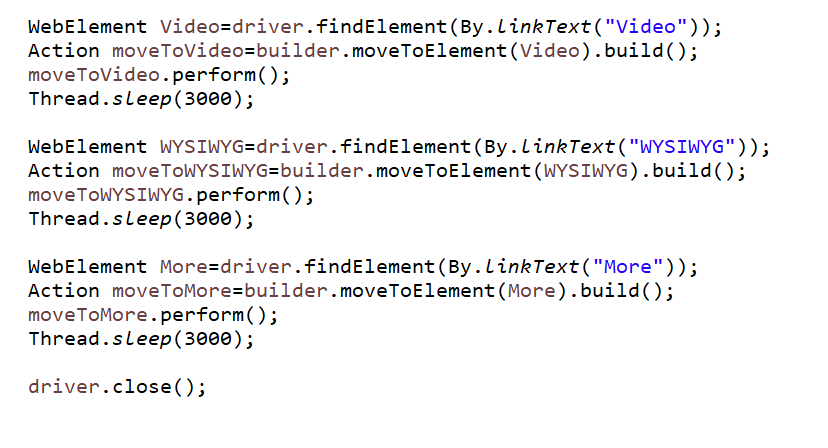 WebElement Video=driver.findElement(By.linkText("Video"));
Action moveToVideo=builder.moveToElement(Video).build();
moveToVideo.perform();
Thread.sleep(3000);
WebElement WYSIWYG=driver.findElement(By.linkText("WYSIWYG"));
Action moveToWYSIWYG=builder.moveToElement(WYSIWYG).build();
moveToWYSIWYG.perform();
Thread.sleep(3000);
WebElement More=driver.findElement(By.linkText("More"));
Action moveToMore=builder.moveToElement(More).build();
moveToMore.perform();
Thread.sleep(3000);
driver.close();